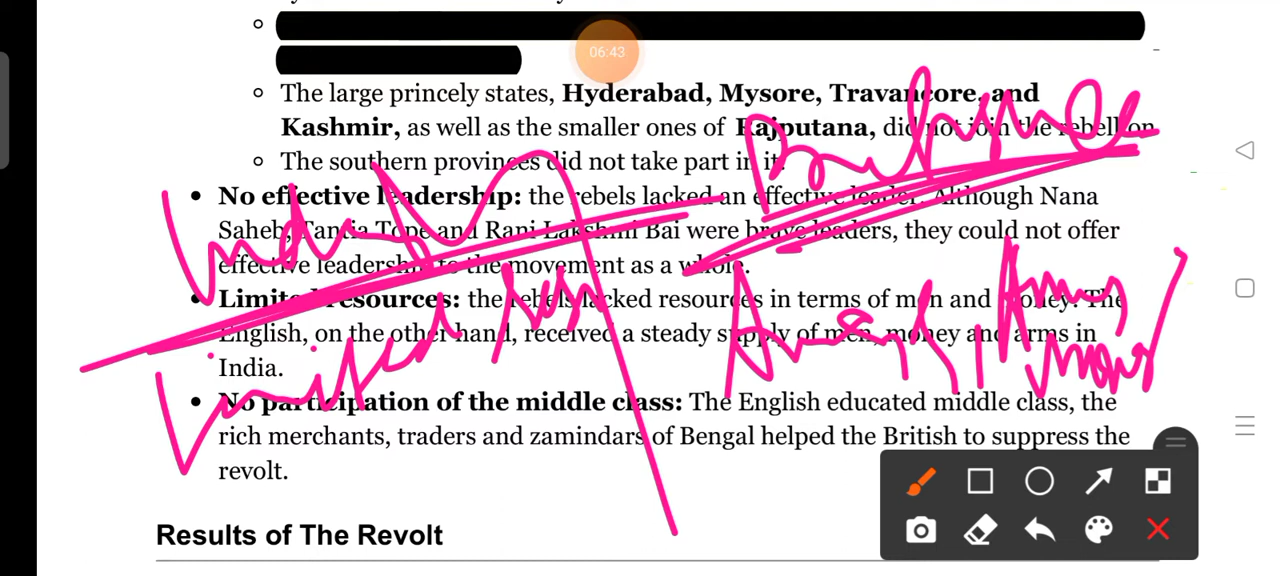 06:43
The large princely states, Hyderabad, Mysore, Travancore, and
Kashmir, as well as the smaller ones of Rajputana, did not join the rebellion.
The southern provinces did not take part in it.
No effective leadership: the rebels lacked an effective leader. Although Nana
Saheb, Tantia Tope and Rani Lakshmi Bai were brave leaders, they could not offer
effective leadership to the movement as a whole.
Limited resources: the rebels lacked resources in terms of men and money. The
English, on the other hand, received a steady supply of men, money and arms in
India.
No participation of the middle class: The English educated middle class, the
rich merchants, traders and zamindars of Bengal helped the British to suppress the
revolt.
Results of The Revolt
India
Britishes
Limited
Arms
money